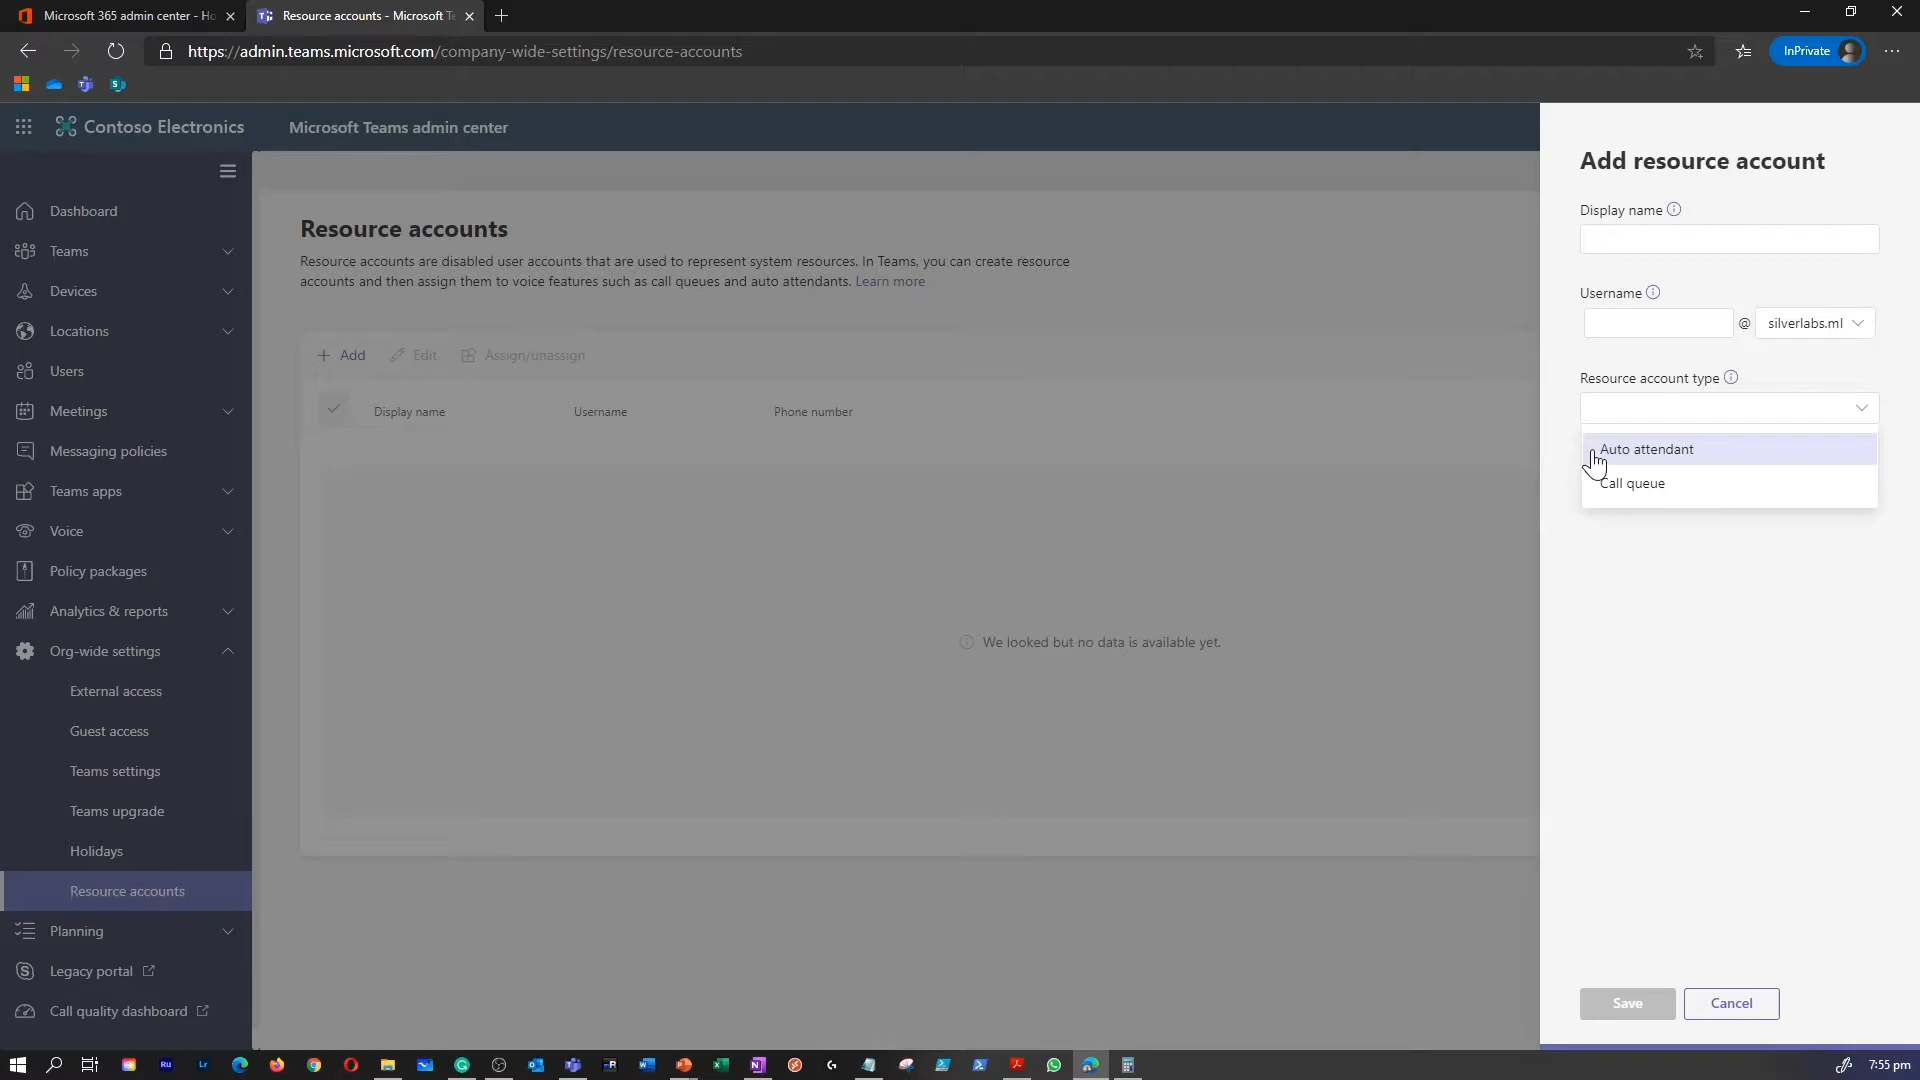 Microsoft 365 admin center - Ho
Resource accounts - Microsoft Te
https://admin.teams.microsoft.com/company-wide-settings/resource-accounts
InPrivate
Contoso Electronics
Microsoft Teams admin center
Dashboard
Teams
Devices
Locations
Users
Meetings
Messaging policies
Teams apps
Voice
Policy packages
Analytics & reports
Org-wide settings
External access
Guest access
Teams settings
Teams upgrade
Holidays
Resource accounts
Planning
Legacy portal
Call quality dashboard
Resource accounts
Resource accounts are disabled user accounts that are used to represent system resources. In Teams, you can create resource
accounts and then assign them to voice features such as call queues and auto attendants. Learn more
Add Edit Assign/unassign
Display name Username Phone number
We looked but no data is available yet.
Add resource account
Display name
Username
@ silverlabs.ml
Resource account type
Auto attendant
Call queue
Save Cancel
7:55 pm